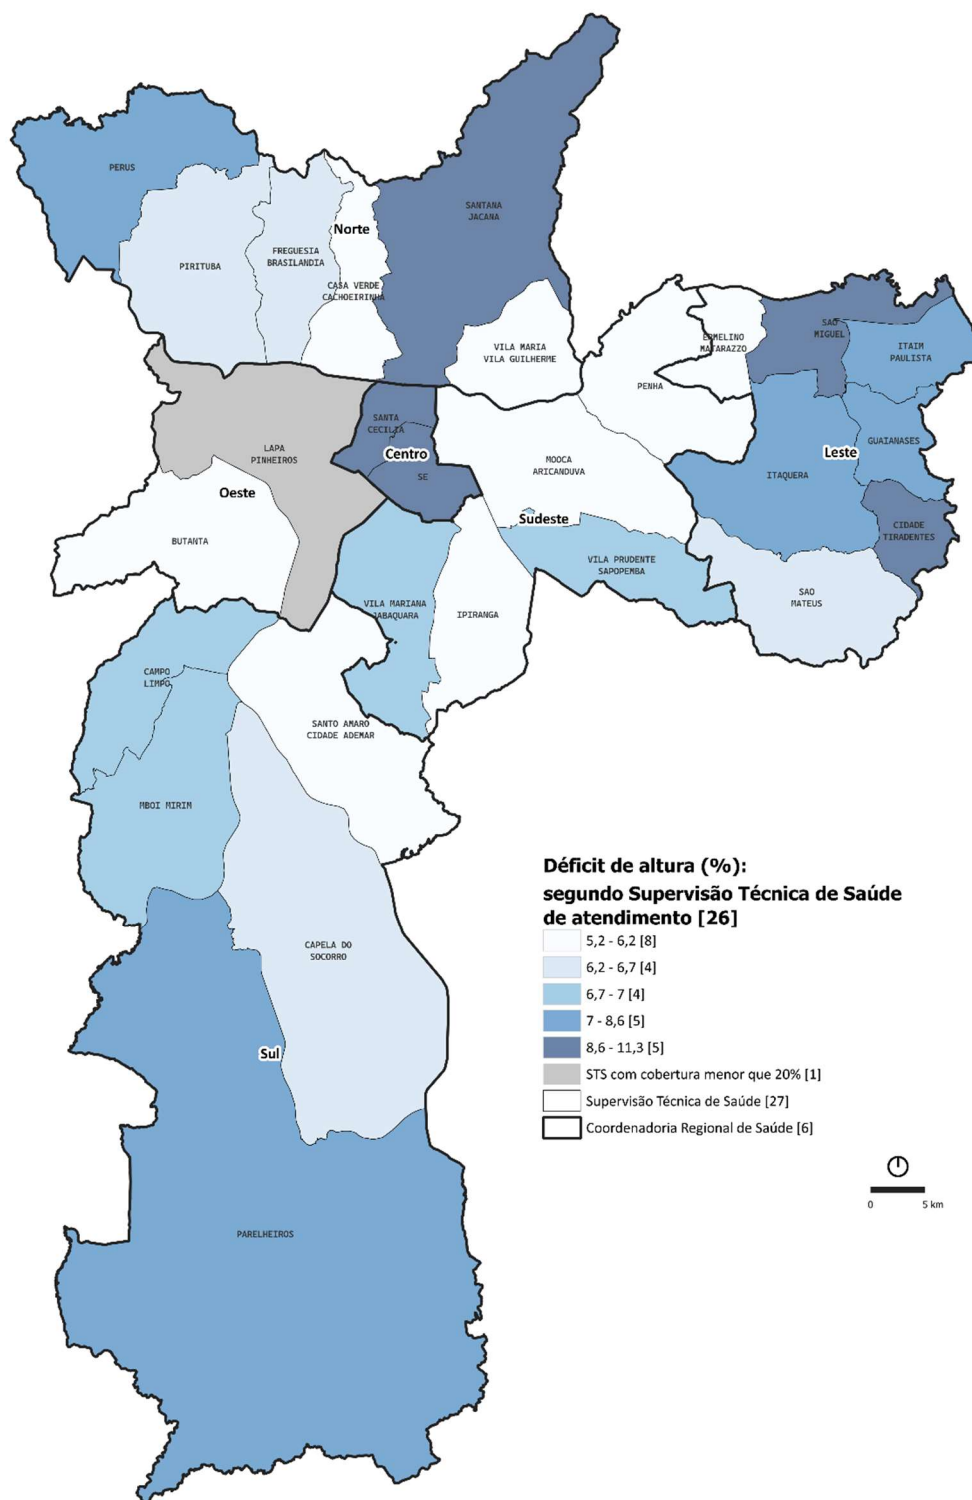 PERUS
PIRITUBA
FREGUESIA
BRASILANDIA
Norte
CASA VERDE
CACHOEIRINHA
SANTANA
JACANA
VILA MARIA
VILA GUILHERME
ERMELINO
MATARAZZO
PENHA
SAO
MIGUEL
ITAIM
PAULISTA
GUAIANASES
Leste
ITAQUERA
CIDADE
TIRADENTES
SAO
MATEUS
LAPA
PINHEIROS
Oeste
BUTANTA
SANTA
CECILIA
Centro
SE
MOOCA
ARICANDUVA
Sudeste
VILA PRUDENTE
SAPOPEMBA
VILA MARIANA
JABAQUARA
IPIRANGA
CAMPO
LIMPO
SANTO AMARO
CIDADE ADEMAR
MBOI MIRIM
CAPELA DO
SOCORRO
Sul
PARELHEIROS
Déficit de altura (%):
segundo Supervisão Técnica de Saúde
de atendimento [26]
5,2 - 6,2 [8]
6,2 - 6,7 [4]
6,7 - 7 [4]
7 - 8,6 [5]
8,6 - 11,3 [5]
STS com cobertura menor que 20% [1]
Supervisão Técnica de Saúde [27]
Coordenadoria Regional de Saúde [6]
0 5 km